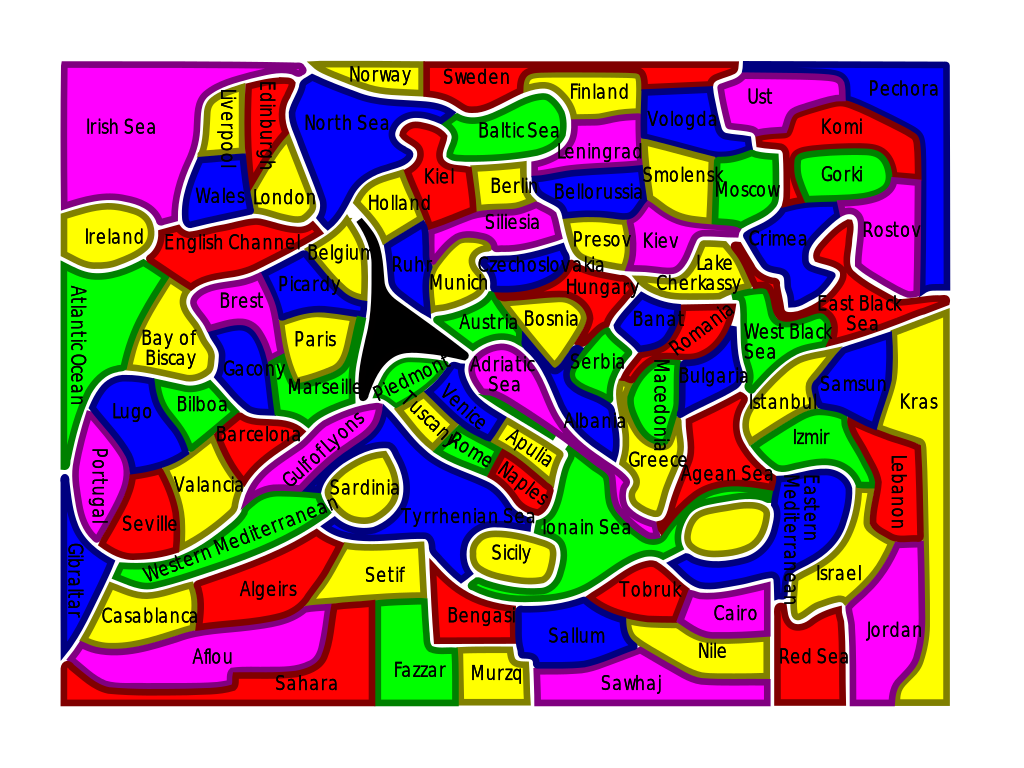 Norway
Sweden
Finland
Ust
Pechora
Irish Sea
Liverpool
Edinburgh
North Sea
Baltic Sea
Vologda
Komi
Leningrad
Wales
London
Holland
Kiel
Berlin
Bellorussia
Smolensk
Moscow
Gorki
Ireland
English Channel
Belgium
Siliesia
Presov
Kiev
Crimea
Rostov
Atlantic Ocean
Brest
Picardy
Ruhr
Munich
Czechoslovakia
Hungary
Lake
Cherkassy
East Black
Sea
Bay of
Biscay
Paris
Austria
Bosnia
Banat
Romania
West Black
Sea
Gacony
Marseille
Piedmont
Adriatic
Sea
Serbia
Macedonia
Bulgaria
Istanbul
Samsun
Kras
Lugo
Bilboa
Tuscany
Venice
Albania
Barcelona
Gulf of Lyons
Rome
Apulia
Naples
Greece
Agean Sea
Izmir
Portugal
Valancia
Sardinia
Lebanon
Seville
Western Mediterranean
Tyrrhenian Sea
Ionain Sea
Eastern
Mediterranean
Gibraltar
Sicily
Casablanca
Algeirs
Setif
Bengasi
Tobruk
Israel
Aflou
Sallum
Cairo
Jordan
Sahara
Fazzar
Murzq
Sawhaj
Nile
Red Sea